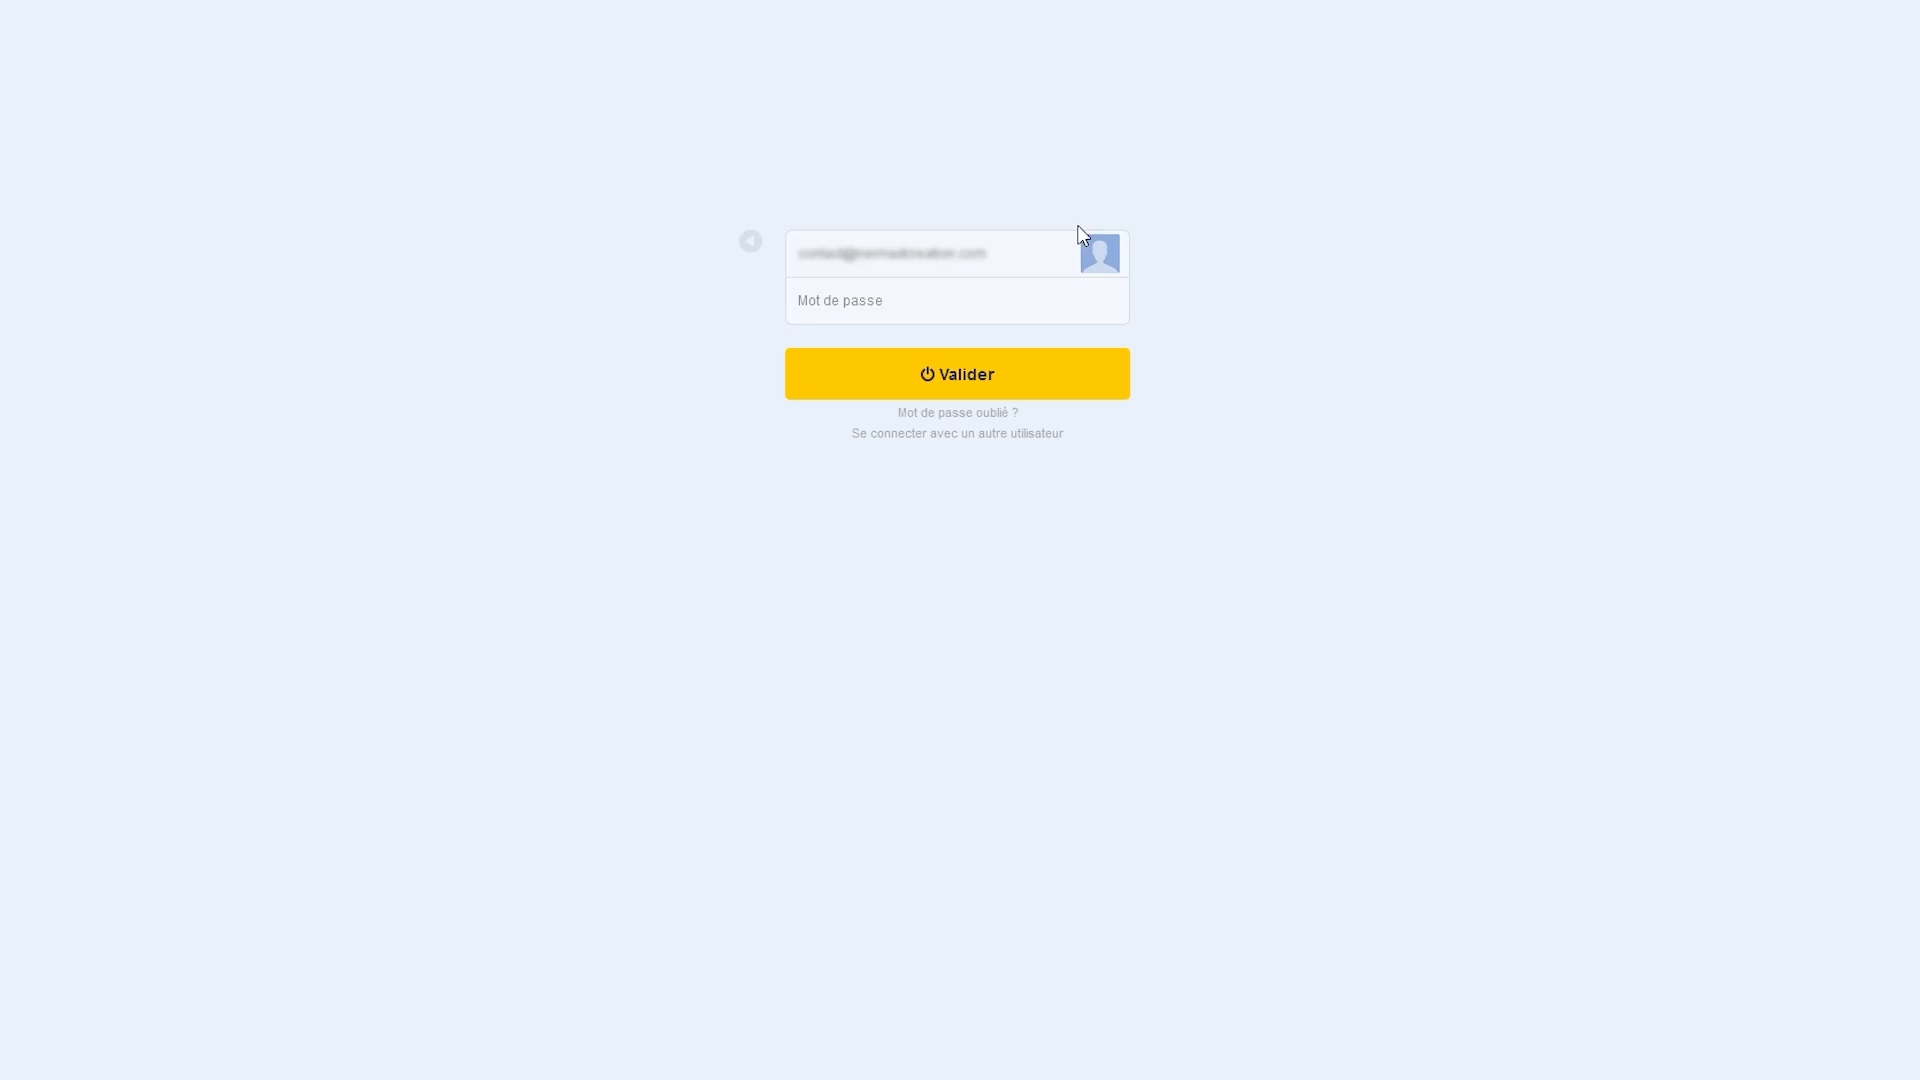 Mot de passe
Valider
Mot de passe oublié ?
Se connecter avec un autre utilisateur